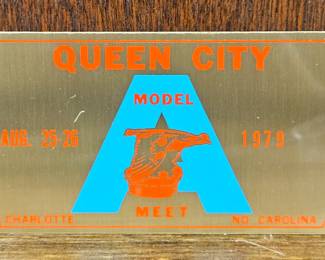 QUEEN CITY
MODEL
A
AUG. 25-26 1979
MEET
CHARLOTTE NO. CAROLINA